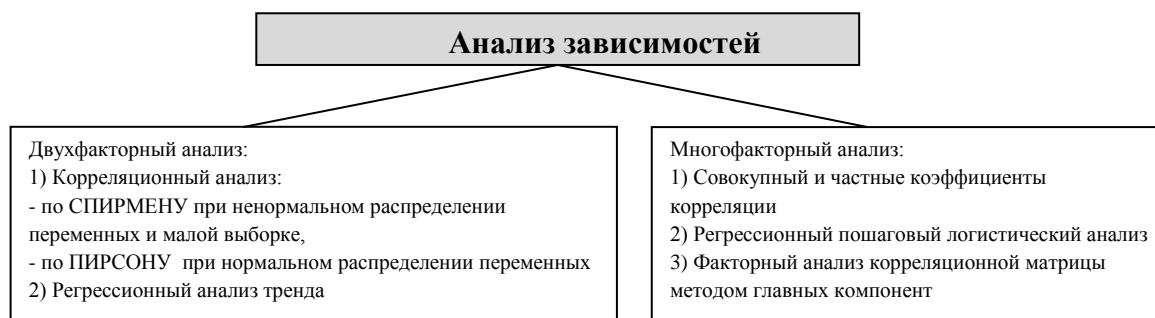 Анализ зависимостей
Двухфакторный анализ:
1) Корреляционный анализ:
- по СПИРМЕНУ при ненормальном распределении
переменных и малой выборке,
- по ПИРСОНУ при нормальном распределении переменных
2) Регрессионный анализ тренда
Многофакторный анализ:
1) Совокупный и частные коэффициенты
корреляции
2) Регрессионный пошаговый логистический анализ
3) Факторный анализ корреляционной матрицы
методом главных компонент